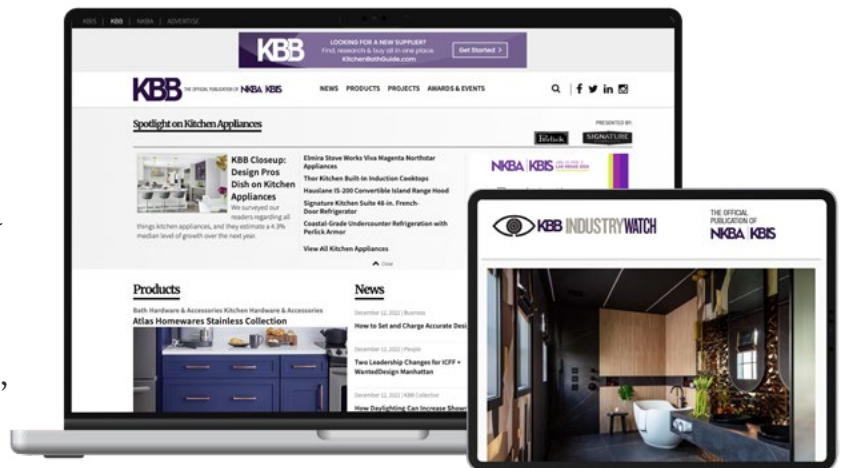 KBIS | KBB | NKBA | ADVERTISE
KBB
LOOKING FOR A NEW SUPPLIER?
Find, research & buy all in one place.
KitchenBathGuide.com
Get Started >
KBB THE OFFICIAL PUBLICATION OF NKBA KBIS
NEWS PRODUCTS PROJECTS AWARDS & EVENTS
Spotlight on Kitchen Appliances
PRESENTED BY:
Perlick
SIGNATURE
KBB Closeup:
Design Pros
Dish on Kitchen
Appliances
We surveyed our
readers regarding all
things kitchen appliances, and they estimate a 4.3%
median level of growth over the next year.
Elmira Stove Works Viva Magenta Northstar
Appliances
Thor Kitchen Built-In Induction Cooktops
Hauslane IS-200 Convertible Island Range Hood
Signature Kitchen Suite 48-in. French-
Door Refrigerator
Coastal-Grade Undercounter Refrigeration with
Perlick Armor
View All Kitchen Appliances
Close
NKBA | KBIS
Products
Bath Hardware & Accessories Kitchen Hardware & Accessories
Atlas Homewares Stainless Collection
News
December 12, 2022 | Business
How to Set and Charge Accurate Desi
December 12, 2022 | People
Two Leadership Changes for ICFF +
WantedDesign Manhattan
December 12, 2022 | KBB Collective
How Daylighting Can Increase Show
KBB INDUSTRYWATCH
THE OFFICIAL
PUBLICATION OF
NKBA KBIS